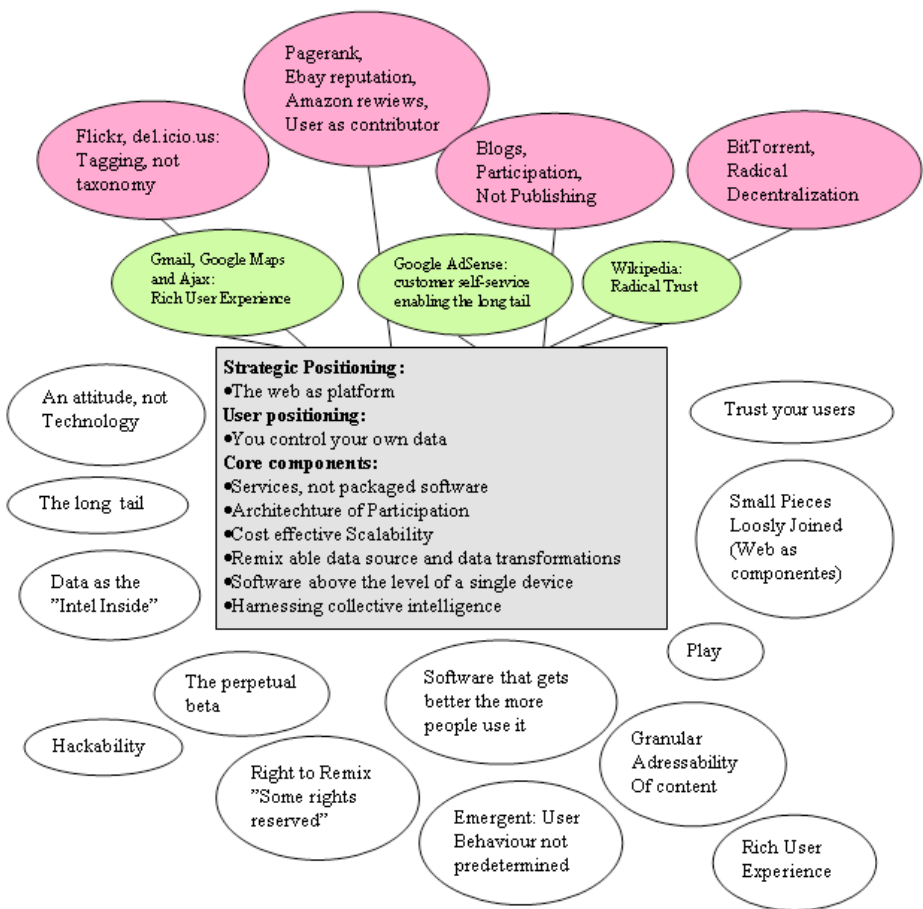 Pagerank,
Ebay reputation,
Amazon rewiews,
User as contributor
Flickr, del.icio.us:
Tagging, not
taxonomy
Blogs,
Participation,
Not Publishing
BitTorrent,
Radical
Decentralization
Gmail, Google Maps
and Ajax:
Rich User Experience
Google AdSense:
customer self-service
enabling the long tail
Wikipedia:
Radical Trust
Strategic Positioning:
•The web as platform
User positioning:
•You control your own data
Core components:
•Services, not packaged software
•Architechture of Participation
•Cost effective Scalability
•Remix able data source and data transformations
•Software above the level of a single device
•Harnessing collective intelligence
An attitude, not
Technology
The long tail
Data as the
”Intel Inside”
Trust your users
Small Pieces
Loosly Joined
(Web as
componentes)
Play
The perpetual
beta
Software that gets
better the more
people use it
Hackability
Right to Remix
”Some rights
reserved”
Granular
Adressability
Of content
Emergent: User
Behaviour not
predetermined
Rich User
Experience